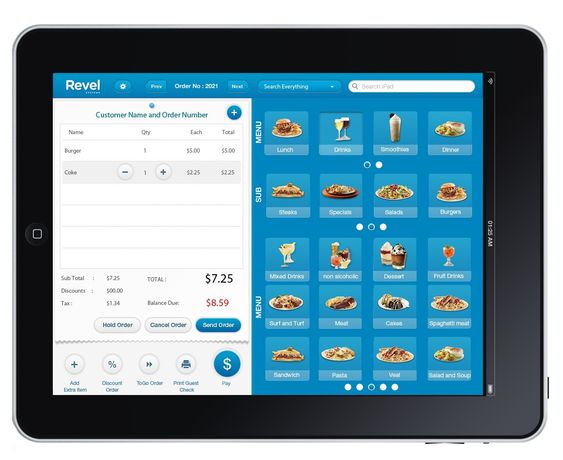 Revel
SYSTEMS
Prev
Order No : 2021
Next
Search Everything
Search iPad
Customer Name and Order Number
Name Qty Each Total
Burger 1 $5.00 $5.00
Coke 1 $2.25 $2.25
Sub Total : $7.25
Discounts : $00.00
Tax : $1.34
TOTAL: $7.25
Balance Due: $8.59
Hold Order
Cancel Order
Send Order
Add
Extra Item
Discount
Order
ToGo Order
Print Guest
Check
Pay
MENU
Lunch
Drinks
Smoothies
Dinner
SUB
Steaks
Specials
Salads
Burgers
MENU
Mixed Drinks
non alcoholic
Dessert
Fruit Drinks
Surf and Turf
Meat
Cakes
Spaghetti meat
Sandwich
Pasta
Veal
Salad and Soup
01:25 AM